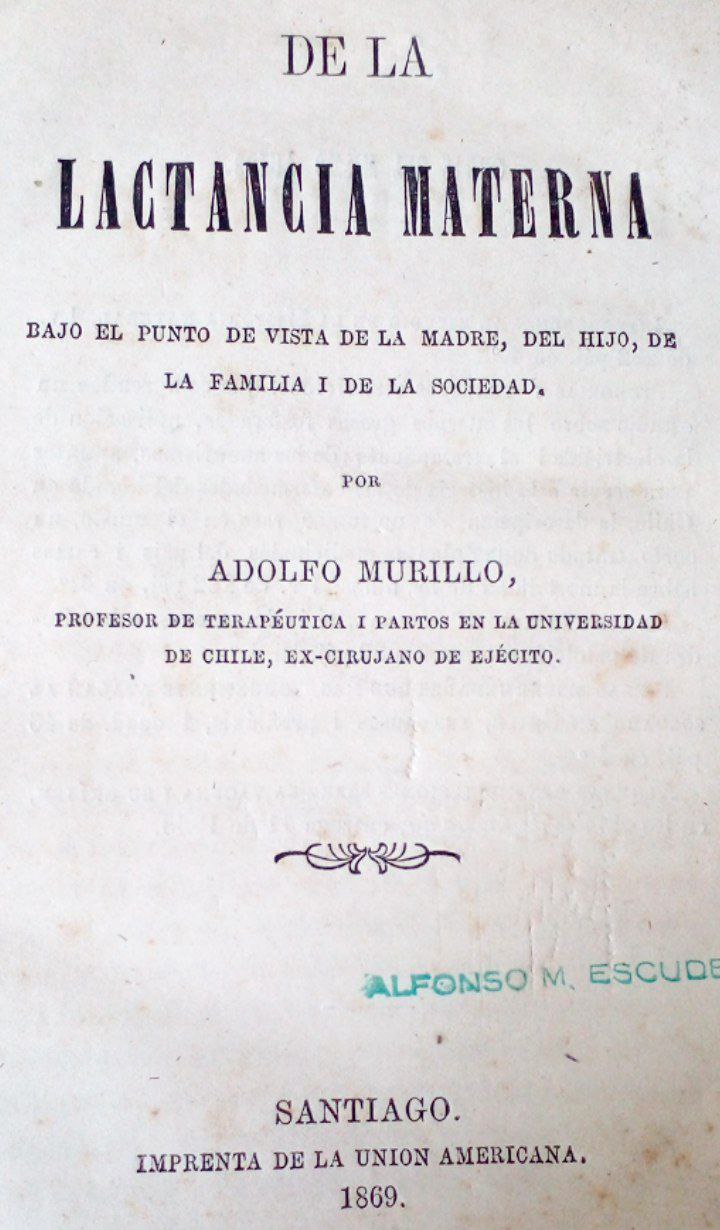 DE LA
LACTANCIA MATERNA
BAJO EL PUNTO DE VISTA DE LA MADRE, DEL HIJO, DE
LA FAMILIA I DE LA SOCIEDAD.
POR
ADOLFO MURILLO,
PROFESOR DE TERAPÉUTICA I PARTOS EN LA UNIVERSIDAD
DE CHILE, EX-CIRUJANO DE EJÉCITO.
ALFONSO M. ESCUDE
SANTIAGO.
IMPRENTA DE LA UNION AMERICANA.
1869.